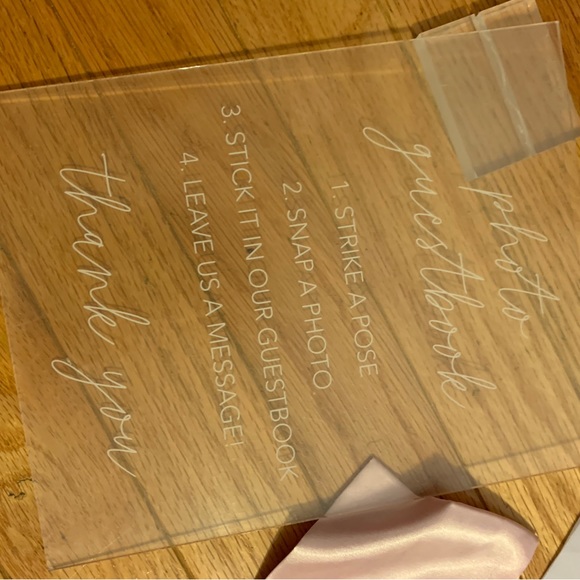 photo
guestbook
1. STRIKE A POSE
2. SNAP A PHOTO.
3. STICK IT IN OUR GUESTBOOK
4. LEAVE US A MESSAGE!
thank you